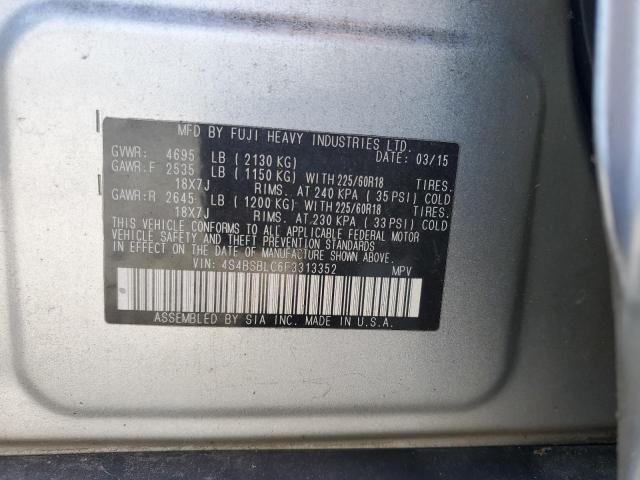 MFD BY FUJI HEAVY INDUSTRIES LTD.
GVWR: 4695 LB ( 2130 KG) DATE: 03/15
GAWR:F 2535 LB ( 1150 KG) WITH 225/60R18 TIRES.
18X7J RIMS. AT 240 KPA ( 35 PSI) COLD
GAWR:R 2645 LB ( 1200 KG) WITH 225/60R18 TIRES.
18X7J RIMS. AT 230 KPA ( 33 PSI) COLD
THIS VEHICLE CONFORMS TO ALL APPLICABLE FEDERAL MOTOR
VEHICLE SAFETY AND THEFT PREVENTION STANDARDS
IN EFFECT ON THE DATE OF MANUFACTURE SHOWN ABOVE.
VIN: 4S4BSBLC6F3313352 MPV
ASSEMBLED BY SIA INC. MADE IN U.S.A.